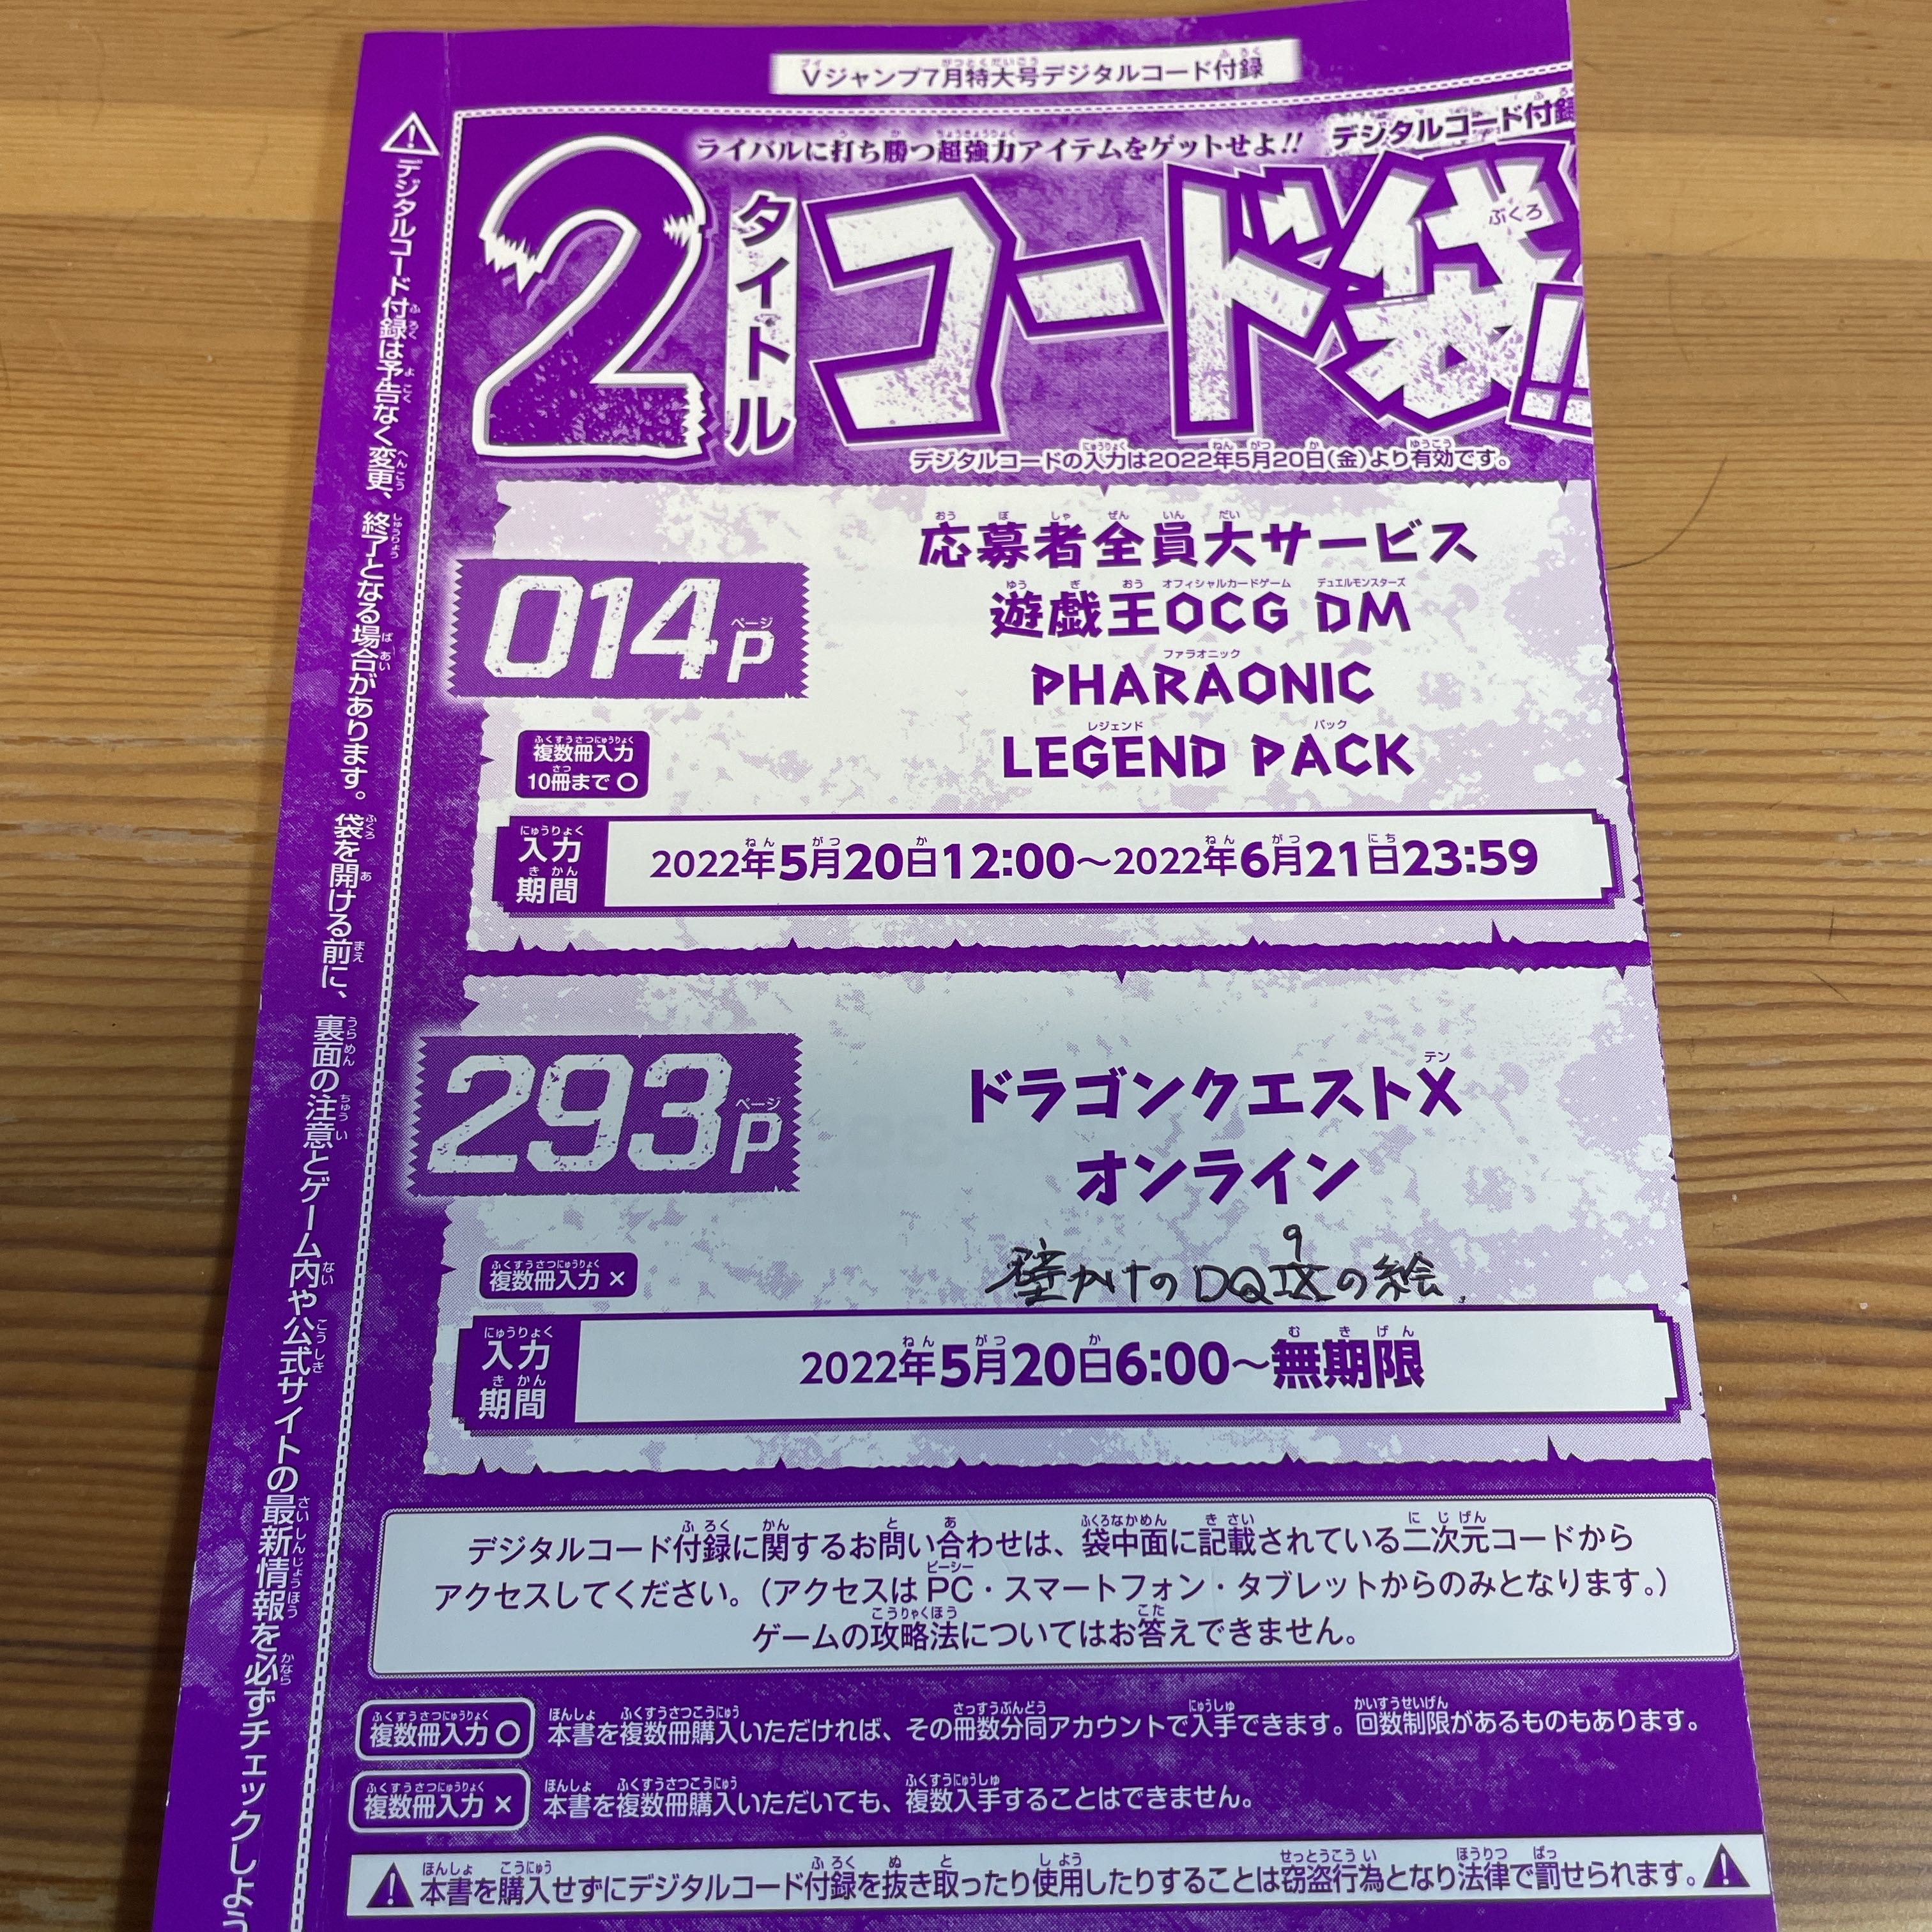 Vジャンプ7月特大号デジタルコード付録
ライバルに打ち勝つ超強力アイテムをゲットせよ!!
デジタルコード付録
2タイトルコード袋!!
デジタルコードの入力は2022年5月20日(金)より有効です。
014P
応募者全員大サービス
遊戯王OCG DM
PHARAONIC
LEGEND PACK
複数冊入力
10冊まで○
入力期間
2022年5月20日12:00～2022年6月21日23:59
293P
ドラゴンクエストX
オンライン
9
壁かけのDQIXの絵
複数冊入力×
入力期間
2022年5月20日6:00～無期限
デジタルコード付録に関するお問い合わせは、袋中面に記載されている二次元コードから
アクセスしてください。(アクセスはPC・スマートフォン・タブレットからのみとなります。)
ゲームの攻略法についてはお答えできません。
複数冊入力○ 本書を複数冊購入いただければ、その冊数分同アカウントで入手できます。回数制限があるものもあります。
複数冊入力× 本書を複数冊購入いただいても、複数入手することはできません。
本書を購入せずにデジタルコード付録を抜き取ったり使用したりすることは窃盗行為となり法律で罰せられます。
デジタルコード付録は予告なく変更、終了となる場合があります。袋を開ける前に、裏面の注意とゲーム内や公式サイトの最新情報を必ずチェックしよう